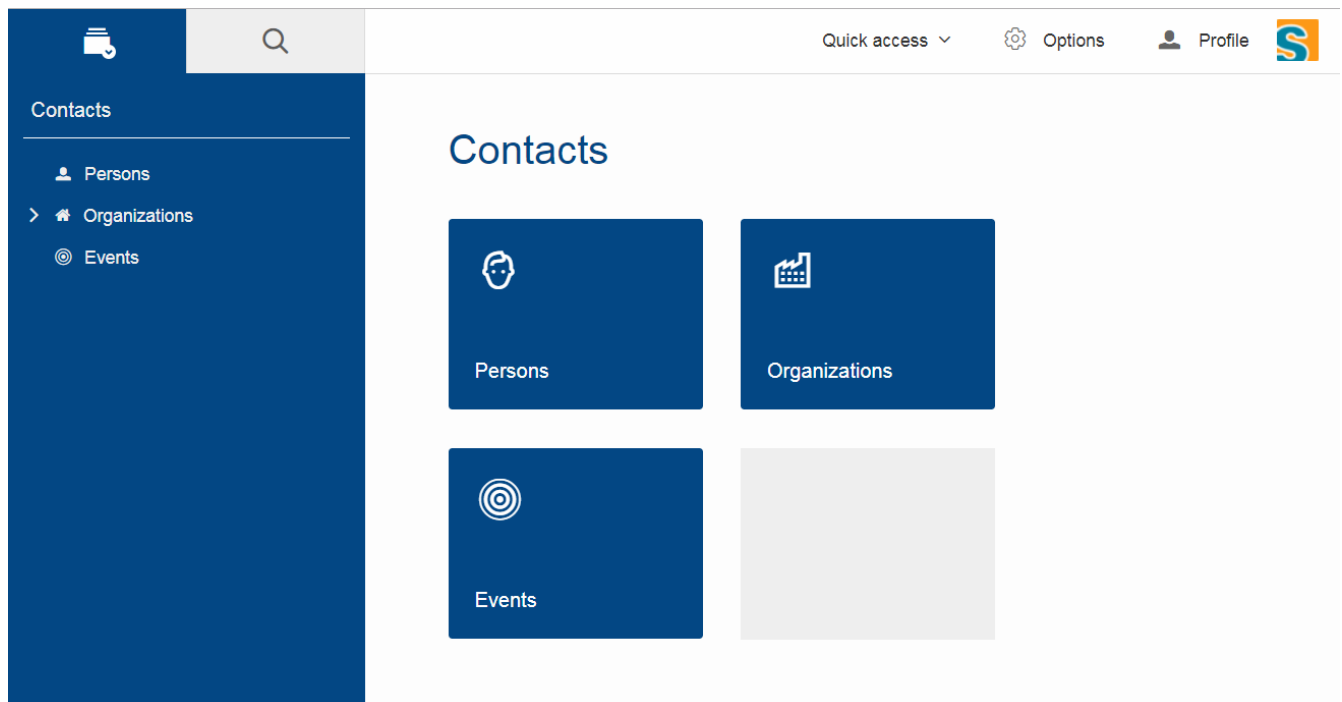 Quick access
Options
Profile
Contacts
Persons
Organizations
Events
Contacts
Persons
Organizations
Events